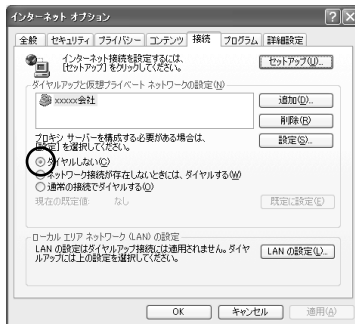 インターネット オプション
全般 セキュリティ プライバシー コンテンツ 接続 プログラム 詳細設定
インターネット接続を設定するには、
[セットアップ] をクリックしてください。
セットアップ(U)...
ダイヤルアップと仮想プライベート ネットワークの設定(N)
xxxxx会社
追加(D)...
削除(R)
プロキシ サーバーを構成する必要がある場合は、
[設定] を選択してください。
設定(S)...
ダイヤルしない(C)
ネットワーク接続が存在しないときには、ダイヤルする(W)
通常の接続でダイヤルする(O)
現在の既定値: なし
既定に設定(E)
ローカル エリア ネットワーク (LAN) の設定
LAN の設定はダイヤルアップ接続には適用されません。ダイヤ
ルアップには上の設定を選択してください。
LAN の設定(L)...
OK キャンセル 適用(A)